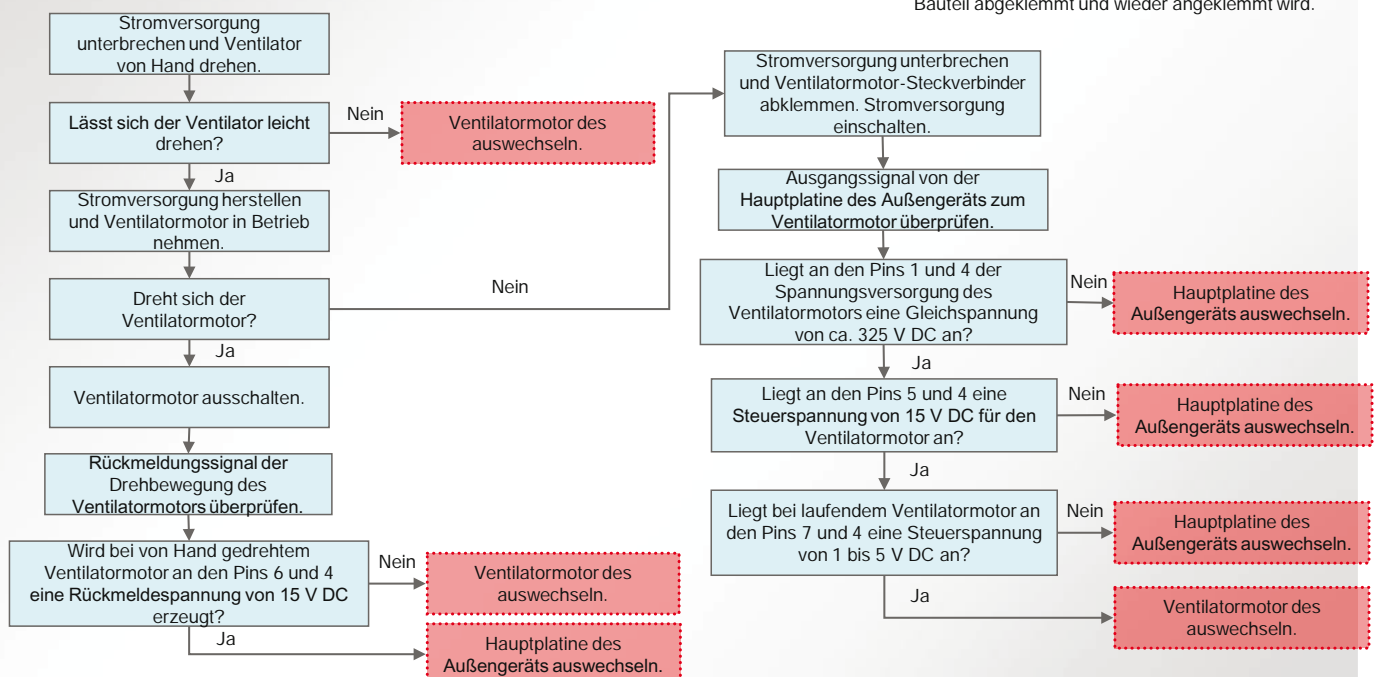 Bauteil abgeklemmt und wieder angeklemmt wird.
Stromversorgung
unterbrechen und Ventilator
von Hand drehen.
Lässt sich der Ventilator leicht
drehen?
Nein
Ventilatormotor des
auswechseln.
Ja
Stromversorgung herstellen
und Ventilatormotor in Betrieb
nehmen.
Dreht sich der
Ventilatormotor?
Nein
Ja
Ventilatormotor ausschalten.
Rückmeldungssignal der
Drehbewegung des
Ventilatormotors überprüfen.
Wird bei von Hand gedrehtem
Ventilatormotor an den Pins 6 und 4
eine Rückmeldespannung von 15 V DC
erzeugt?
Nein
Ventilatormotor des
auswechseln.
Ja
Hauptplatine des
Außengeräts auswechseln.
Stromversorgung unterbrechen
und Ventilatormotor-Steckverbinder
abklemmen. Stromversorgung
einschalten.
Ausgangssignal von der
Hauptplatine des Außengeräts zum
Ventilatormotor überprüfen.
Liegt an den Pins 1 und 4 der
Spannungsversorgung des
Ventilatormotors eine Gleichspannung
von ca. 325 V DC an?
Nein
Hauptplatine des
Außengeräts auswechseln.
Ja
Liegt an den Pins 5 und 4 eine
Steuerspannung von 15 V DC für den
Ventilatormotor an?
Nein
Hauptplatine des
Außengeräts auswechseln.
Ja
Liegt bei laufendem Ventilatormotor an
den Pins 7 und 4 eine Steuerspannung
von 1 bis 5 V DC an?
Nein
Hauptplatine des
Außengeräts auswechseln.
Ja
Ventilatormotor des
auswechseln.